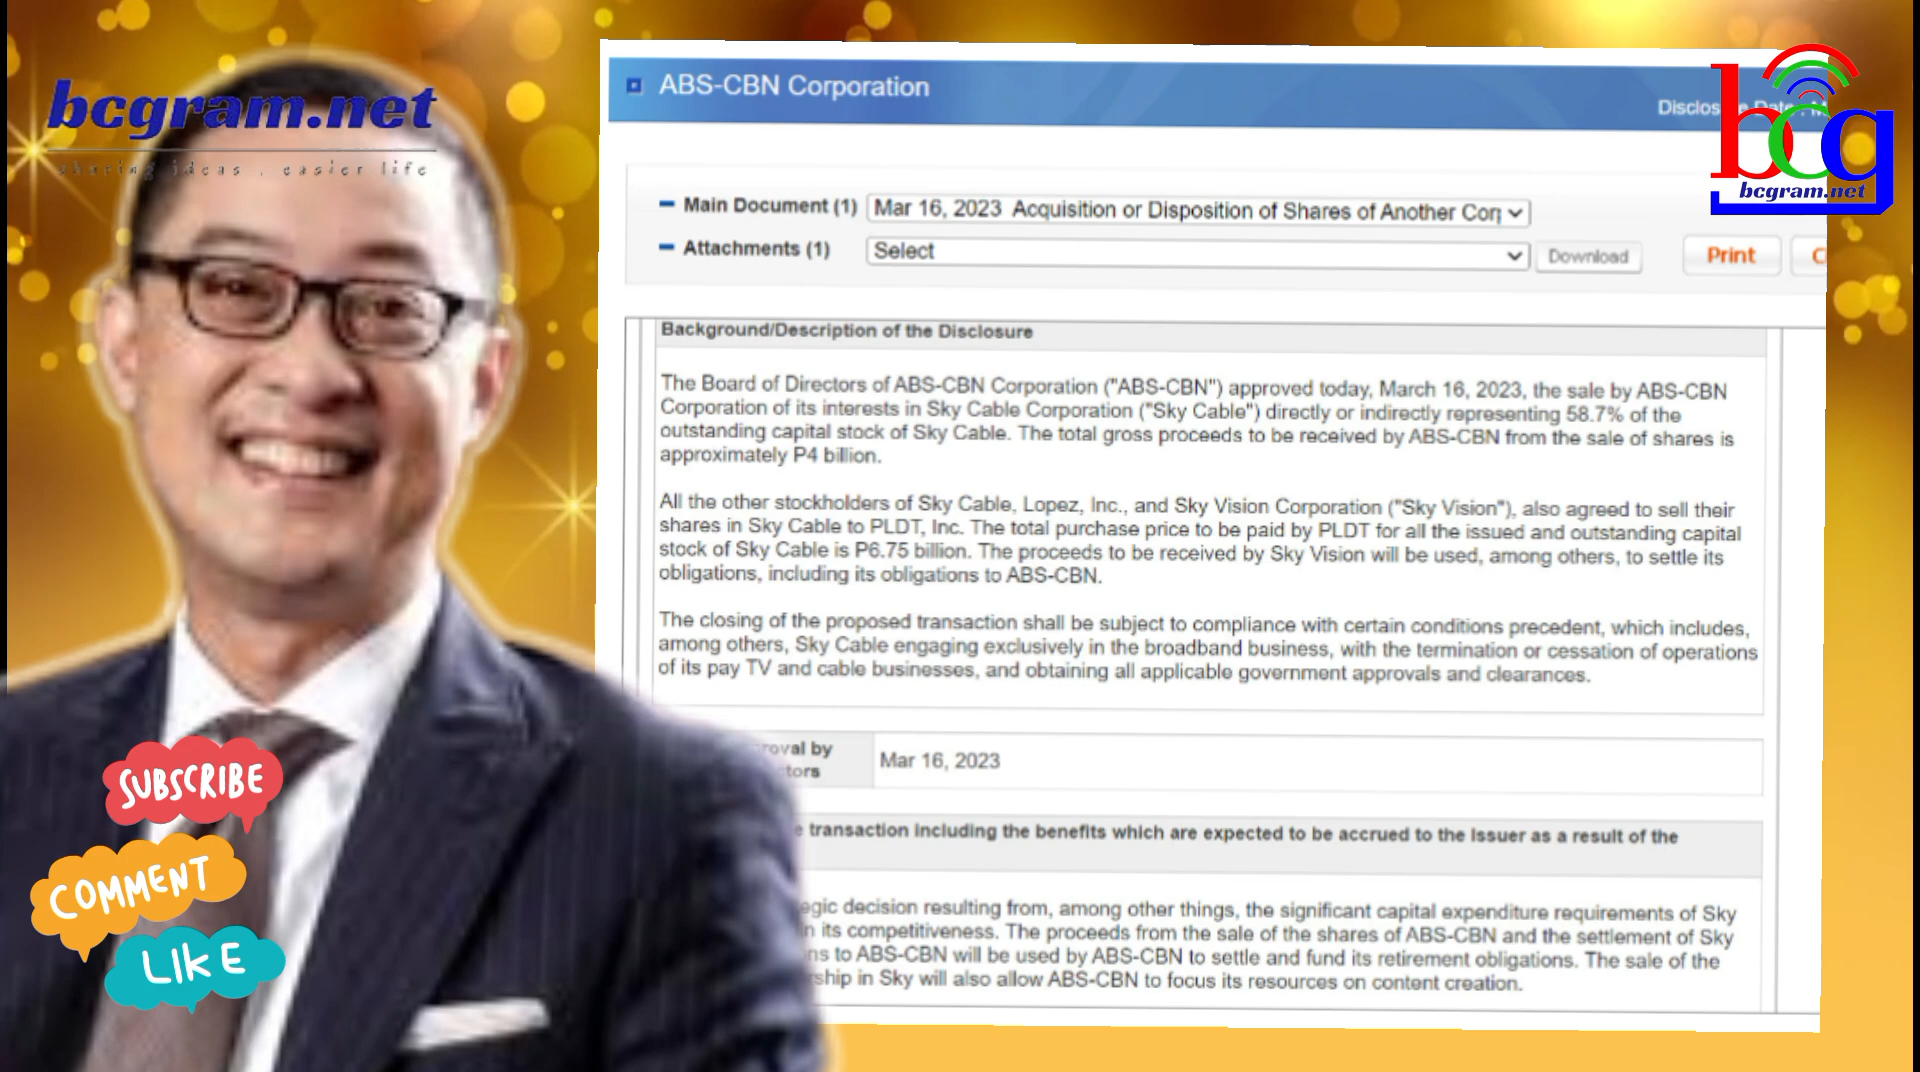 bcgram.net
sharing ideas . easier life
SUBSCRIBE
COMMENT
LIKE
ABS-CBN Corporation
bcg
bcgram.net
Main Document (1) Mar 16, 2023 Acquisition or Disposition of Shares of Another Corp
Attachments (1) Select Download Print
Background/Description of the Disclosure
The Board of Directors of ABS-CBN Corporation ("ABS-CBN") approved today, March 16, 2023, the sale by ABS-CBN
Corporation of its interests in Sky Cable Corporation ("Sky Cable") directly or indirectly representing 58.7% of the
outstanding capital stock of Sky Cable. The total gross proceeds to be received by ABS-CBN from the sale of shares is
approximately P4 billion.
All the other stockholders of Sky Cable, Lopez, Inc., and Sky Vision Corporation ("Sky Vision"), also agreed to sell their
shares in Sky Cable to PLDT, Inc. The total purchase price to be paid by PLDT for all the issued and outstanding capital
stock of Sky Cable is P6.75 billion. The proceeds to be received by Sky Vision will be used, among others, to settle its
obligations, including its obligations to ABS-CBN.
The closing of the proposed transaction shall be subject to compliance with certain conditions precedent, which includes,
among others, Sky Cable engaging exclusively in the broadband business, with the termination or cessation of operations
of its pay TV and cable businesses, and obtaining all applicable government approvals and clearances.
by
Mar 16, 2023
transaction including the benefits which are expected to be accrued to the Issuer as a result of the
decision resulting from, among other things, the significant capital expenditure requirements of Sky
its competitiveness. The proceeds from the sale of the shares of ABS-CBN and the settlement of Sky
to ABS-CBN will be used by ABS-CBN to settle and fund its retirement obligations. The sale of the
in Sky will also allow ABS-CBN to focus its resources on content creation.